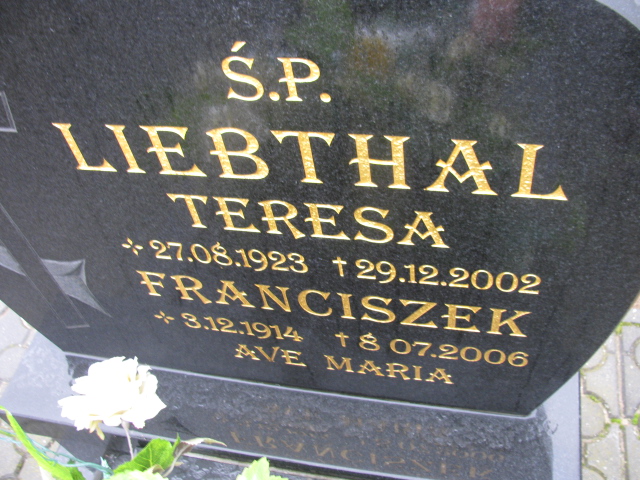 Ś.P.
LIEBTHAL
TERESA
✢ 27.08.1923 † 29.12.2002
FRANCISZEK
✢ 3.12.1914 † 8 07.2006
AVE MARIA